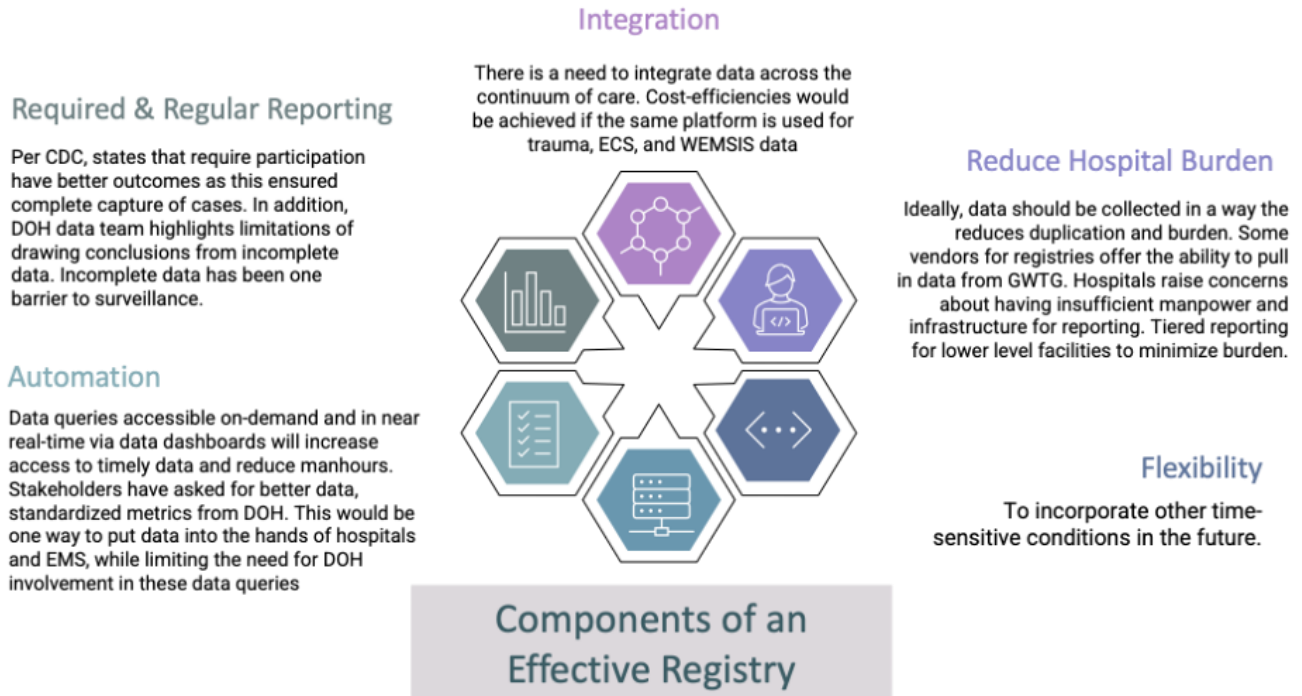 Integration
There is a need to integrate data across the
continuum of care. Cost-efficiencies would
be achieved if the same platform is used for
trauma, ECS, and WEMSIS data
Required & Regular Reporting
Per CDC, states that require participation
have better outcomes as this ensured
complete capture of cases. In addition,
DOH data team highlights limitations of
drawing conclusions from incomplete
data. Incomplete data has been one
barrier to surveillance.
Reduce Hospital Burden
Ideally, data should be collected in a way the
reduces duplication and burden. Some
vendors for registries offer the ability to pull
in data from GWTG. Hospitals raise concerns
about having insufficient manpower and
infrastructure for reporting. Tiered reporting
for lower level facilities to minimize burden.
Automation
Data queries accessible on-demand and in near
real-time via data dashboards will increase
access to timely data and reduce manhours.
Stakeholders have asked for better data,
standardized metrics from DOH. This would be
one way to put data into the hands of hospitals
and EMS, while limiting the need for DOH
involvement in these data queries
Flexibility
To incorporate other time-
sensitive conditions in the future.
Components of an
Effective Registry